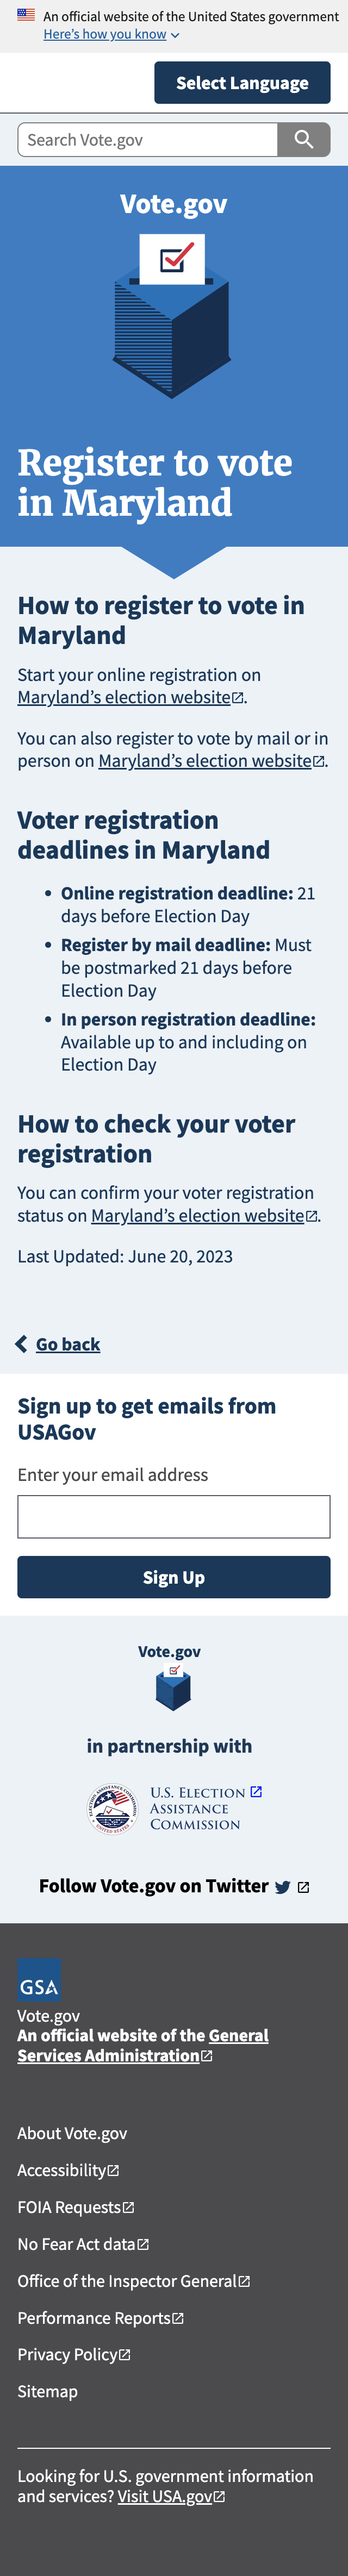 An official website of the United States government
Here's how you know
Select Language
Search Vote.gov
Vote.gov
Register to vote
in Maryland
How to register to vote in
Maryland
Start your online registration on
Maryland's election website.
You can also register to vote by mail or in
person on Maryland's election website.
Voter registration
deadlines in Maryland
• Online registration deadline: 21
days before Election Day
• Register by mail deadline: Must
be postmarked 21 days before
Election Day
• In person registration deadline:
Available up to and including on
Election Day
How to check your voter
registration
You can confirm your voter registration
status on Maryland's election website.
Last Updated: June 20, 2023
Go back
Sign up to get emails from
USAGov
Enter your email address
Sign Up
Vote.gov
in partnership with
U.S. ELECTION
ASSISTANCE
COMMISSION
Follow Vote.gov on Twitter
GSA
Vote.gov
An official website of the General
Services Administration
About Vote.gov
Accessibility
FOIA Requests
No Fear Act data
Office of the Inspector General
Performance Reports
Privacy Policy
Sitemap
Looking for U.S. government information
and services? Visit USA.gov